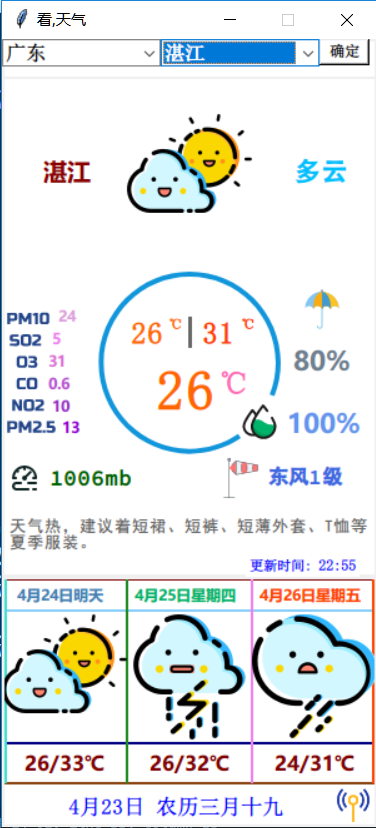 看,天气
广东 湛江 确定
湛江 多云
26℃ | 31℃
26℃
80%
100%
PM10 24
SO2 5
O3 31
CO 0.6
NO2 10
PM2.5 13
1006mb 东风1级
天气热，建议着短裙、短裤、短薄外套、T恤等
夏季服装。
更新时间: 22:55
4月24日明天 4月25日星期四 4月26日星期五
26/33℃ 26/32℃ 24/31℃
4月23日 农历三月十九